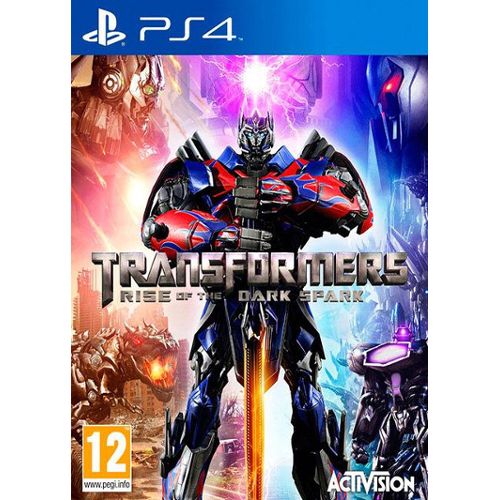 PS4
TRANSFORMERS
RISE OF THE DARK SPARK
12
www.pegi.info
ACTIVISION